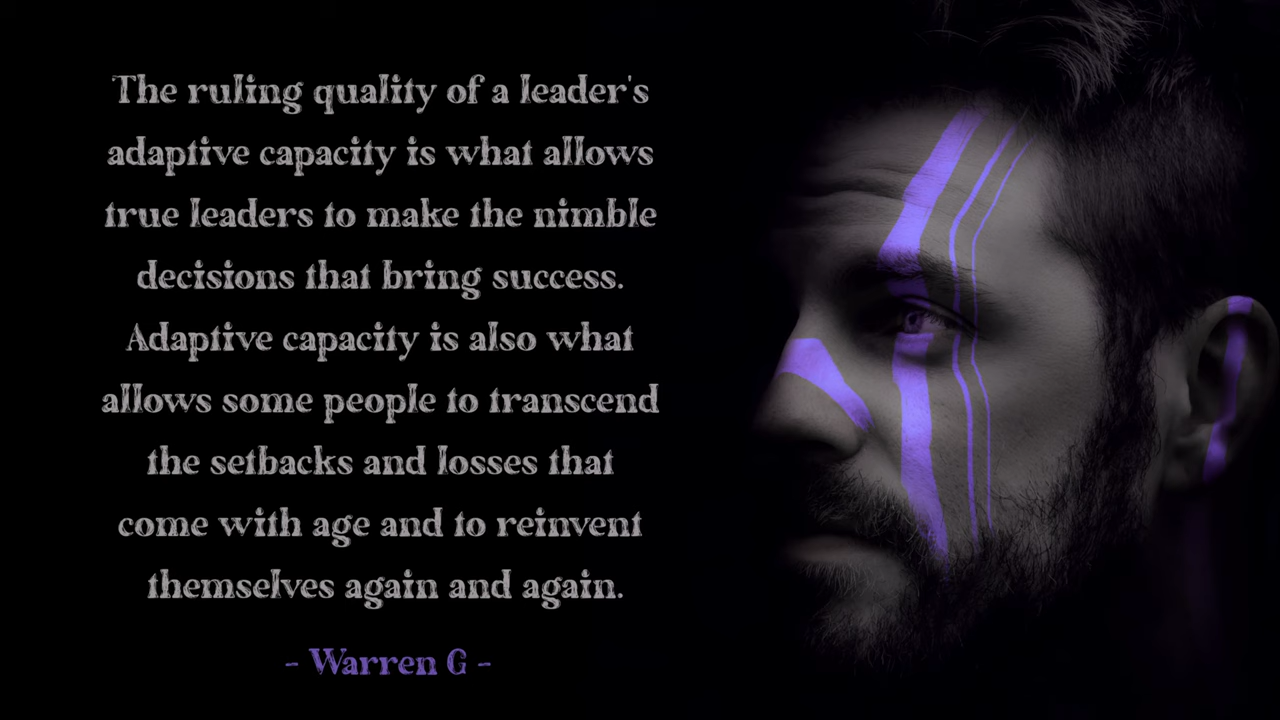 The ruling quality of a leader's
adaptive capacity is what allows
true leaders to make the nimble
decisions that bring success.
Adaptive capacity is also what
allows some people to transcend
the setbacks and losses that
come with age and to reinvent
themselves again and again.
- Warren G -